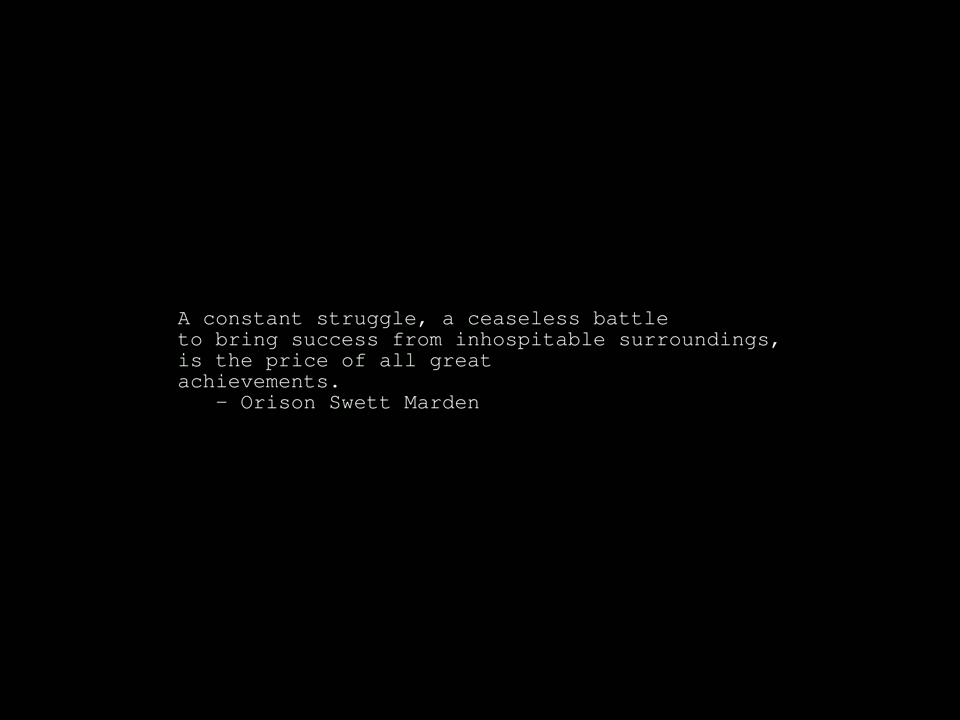 A constant struggle, a ceaseless battle
to bring success from inhospitable surroundings,
is the price of all great
achievements.
– Orison Swett Marden